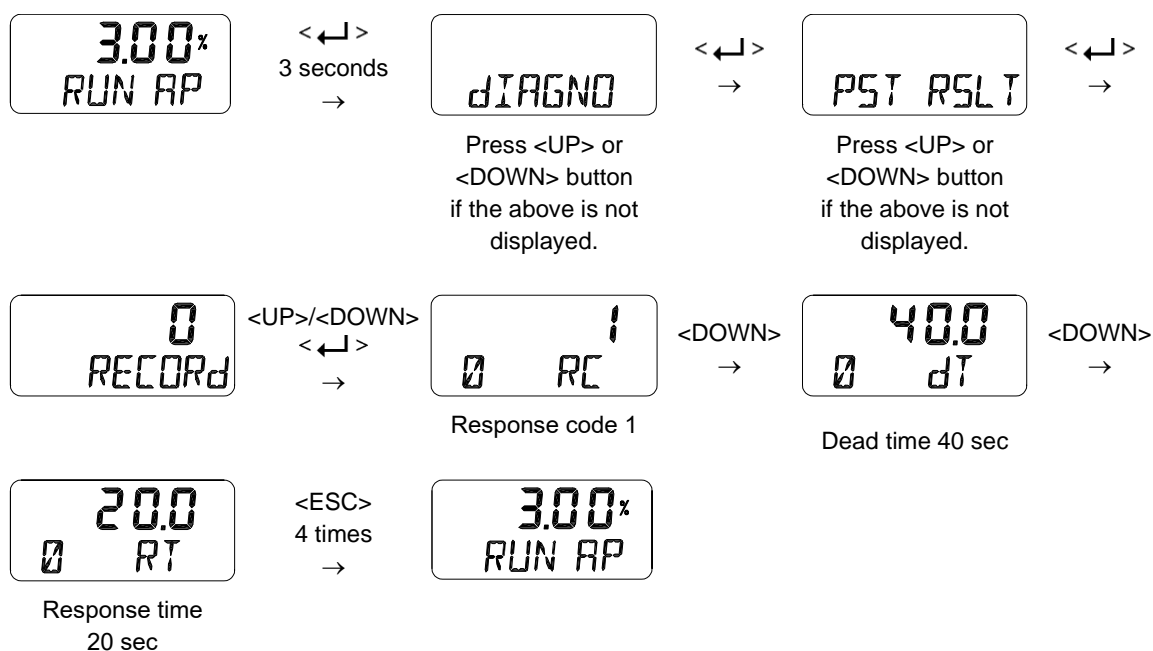 3.00%
RUN AP
< ↵ >
3 seconds
→
dIAGNO
Press <UP> or
<DOWN> button
if the above is not
displayed.
< ↵ >
→
PST RSLT
Press <UP> or
<DOWN> button
if the above is not
displayed.
< ↵ >
→
0
RECORd
<UP>/<DOWN>
< ↵ >
→
1
0 RC
Response code 1
<DOWN>
→
40.0
0 dT
Dead time 40 sec
<DOWN>
→
20.0
0 RT
Response time
20 sec
<ESC>
4 times
→
3.00%
RUN AP